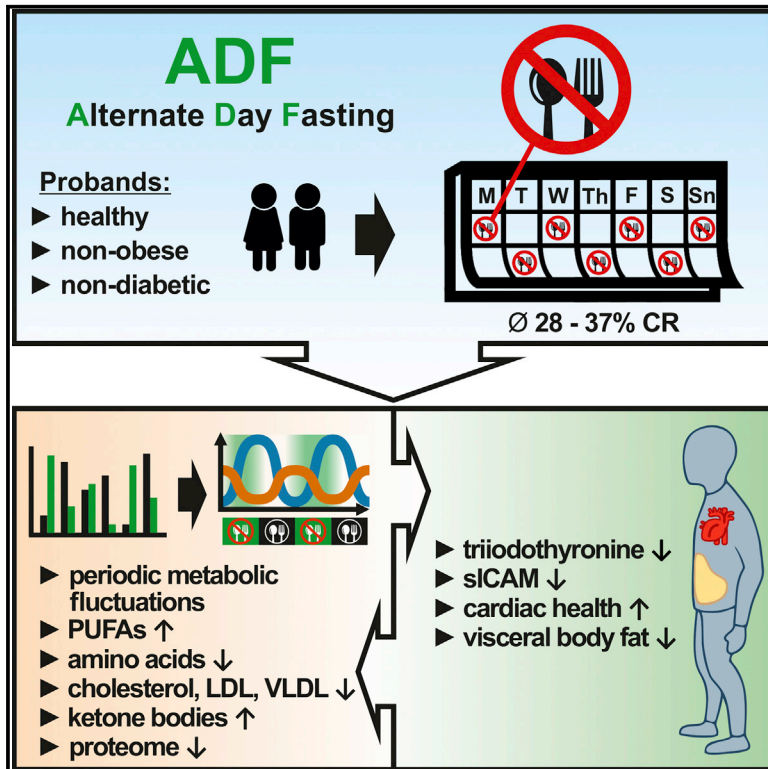 ADF
Alternate Day Fasting
Probands:
► healthy
► non-obese
► non-diabetic
M T W Th F S Sn
Ø 28 - 37% CR
► periodic metabolic
fluctuations
► PUFAs ↑
► amino acids ↓
► cholesterol, LDL, VLDL ↓
► ketone bodies ↑
► proteome ↓
► triiodothyronine ↓
► sICAM ↓
► cardiac health ↑
► visceral body fat ↓